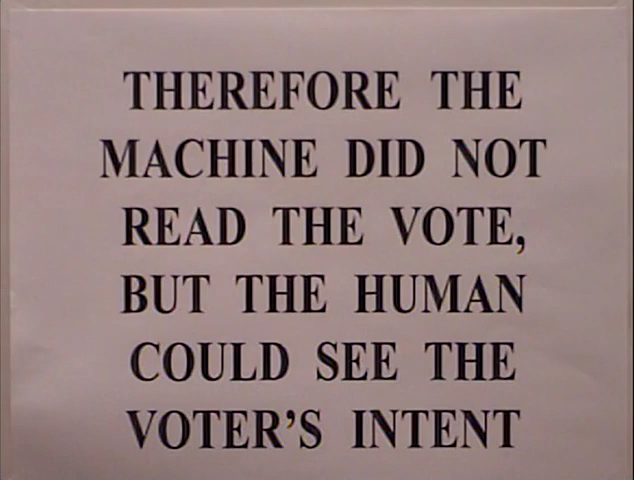 THEREFORE THE
MACHINE DID NOT
READ THE VOTE,
BUT THE HUMAN
COULD SEE THE
VOTER'S INTENT